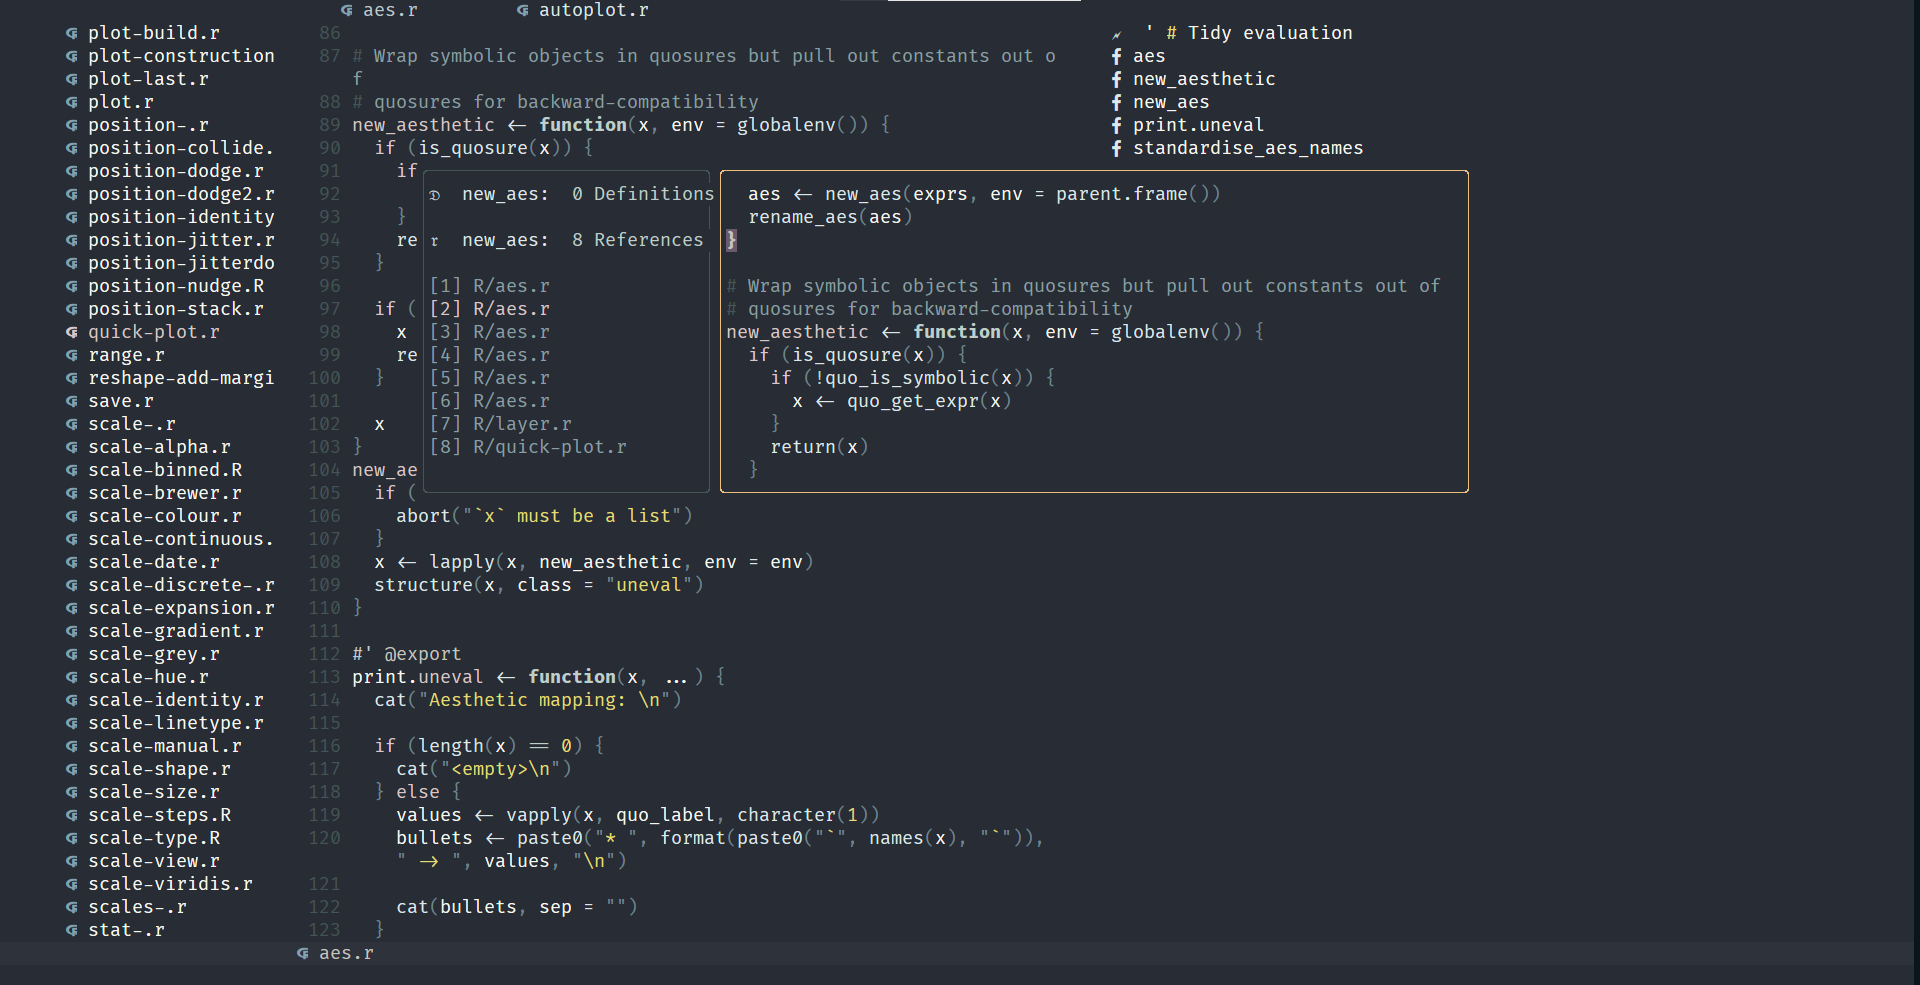 aes.r
autoplot.r
plot-build.r
plot-construction
plot-last.r
plot.r
position-.r
position-collide.
position-dodge.r
position-dodge2.r
position-identity
position-jitter.r
position-jitterdo
position-nudge.R
position-stack.r
quick-plot.r
range.r
reshape-add-margi
save.r
scale-.r
scale-alpha.r
scale-binned.R
scale-brewer.r
scale-colour.r
scale-continuous.
scale-date.r
scale-discrete-.r
scale-expansion.r
scale-gradient.r
scale-grey.r
scale-hue.r
scale-identity.r
scale-linetype.r
scale-manual.r
scale-shape.r
scale-size.r
scale-steps.R
scale-type.R
scale-view.r
scale-viridis.r
scales-.r
stat-.r
86
87 # Wrap symbolic objects in quosures but pull out constants out o
f
88 # quosures for backward-compatibility
89 new_aesthetic <- function(x, env = globalenv()) {
90 if (is_quosure(x)) {
91 if
92
93 }
94 re
95 }
96
97 if (
98 x
99 re
100 }
101
102 x
103 }
104 new_ae
105 if (
106 abort("`x` must be a list")
107 }
108 x <- lapply(x, new_aesthetic, env = env)
109 structure(x, class = "uneval")
110 }
111
112 #' @export
113 print.uneval <- function(x, ...) {
114 cat("Aesthetic mapping: \n")
115
116 if (length(x) == 0) {
117 cat("<empty>\n")
118 } else {
119 values <- vapply(x, quo_label, character(1))
120 bullets <- paste0("* ", format(paste0("`", names(x), "`")),
" -> ", values, "\n")
121
122 cat(bullets, sep = "")
123 }
new_aes: 0 Definitions
new_aes: 8 References
[1] R/aes.r
[2] R/aes.r
[3] R/aes.r
[4] R/aes.r
[5] R/aes.r
[6] R/aes.r
[7] R/layer.r
[8] R/quick-plot.r
aes <- new_aes(exprs, env = parent.frame())
rename_aes(aes)
}
# Wrap symbolic objects in quosures but pull out constants out of
# quosures for backward-compatibility
new_aesthetic <- function(x, env = globalenv()) {
if (is_quosure(x)) {
if (!quo_is_symbolic(x)) {
x <- quo_get_expr(x)
}
return(x)
}
' # Tidy evaluation
f aes
f new_aesthetic
f new_aes
f print.uneval
f standardise_aes_names
aes.r